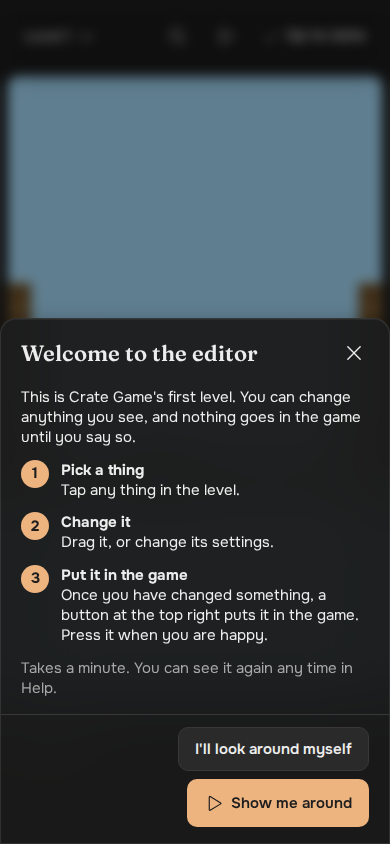 Welcome to the editor
This is Crate Game's first level. You can change
anything you see, and nothing goes in the game
until you say so.
1 Pick a thing
Tap any thing in the level.
2 Change it
Drag it, or change its settings.
3 Put it in the game
Once you have changed something, a
button at the top right puts it in the game.
Press it when you are happy.
Takes a minute. You can see it again any time in
Help.
I'll look around myself
Show me around